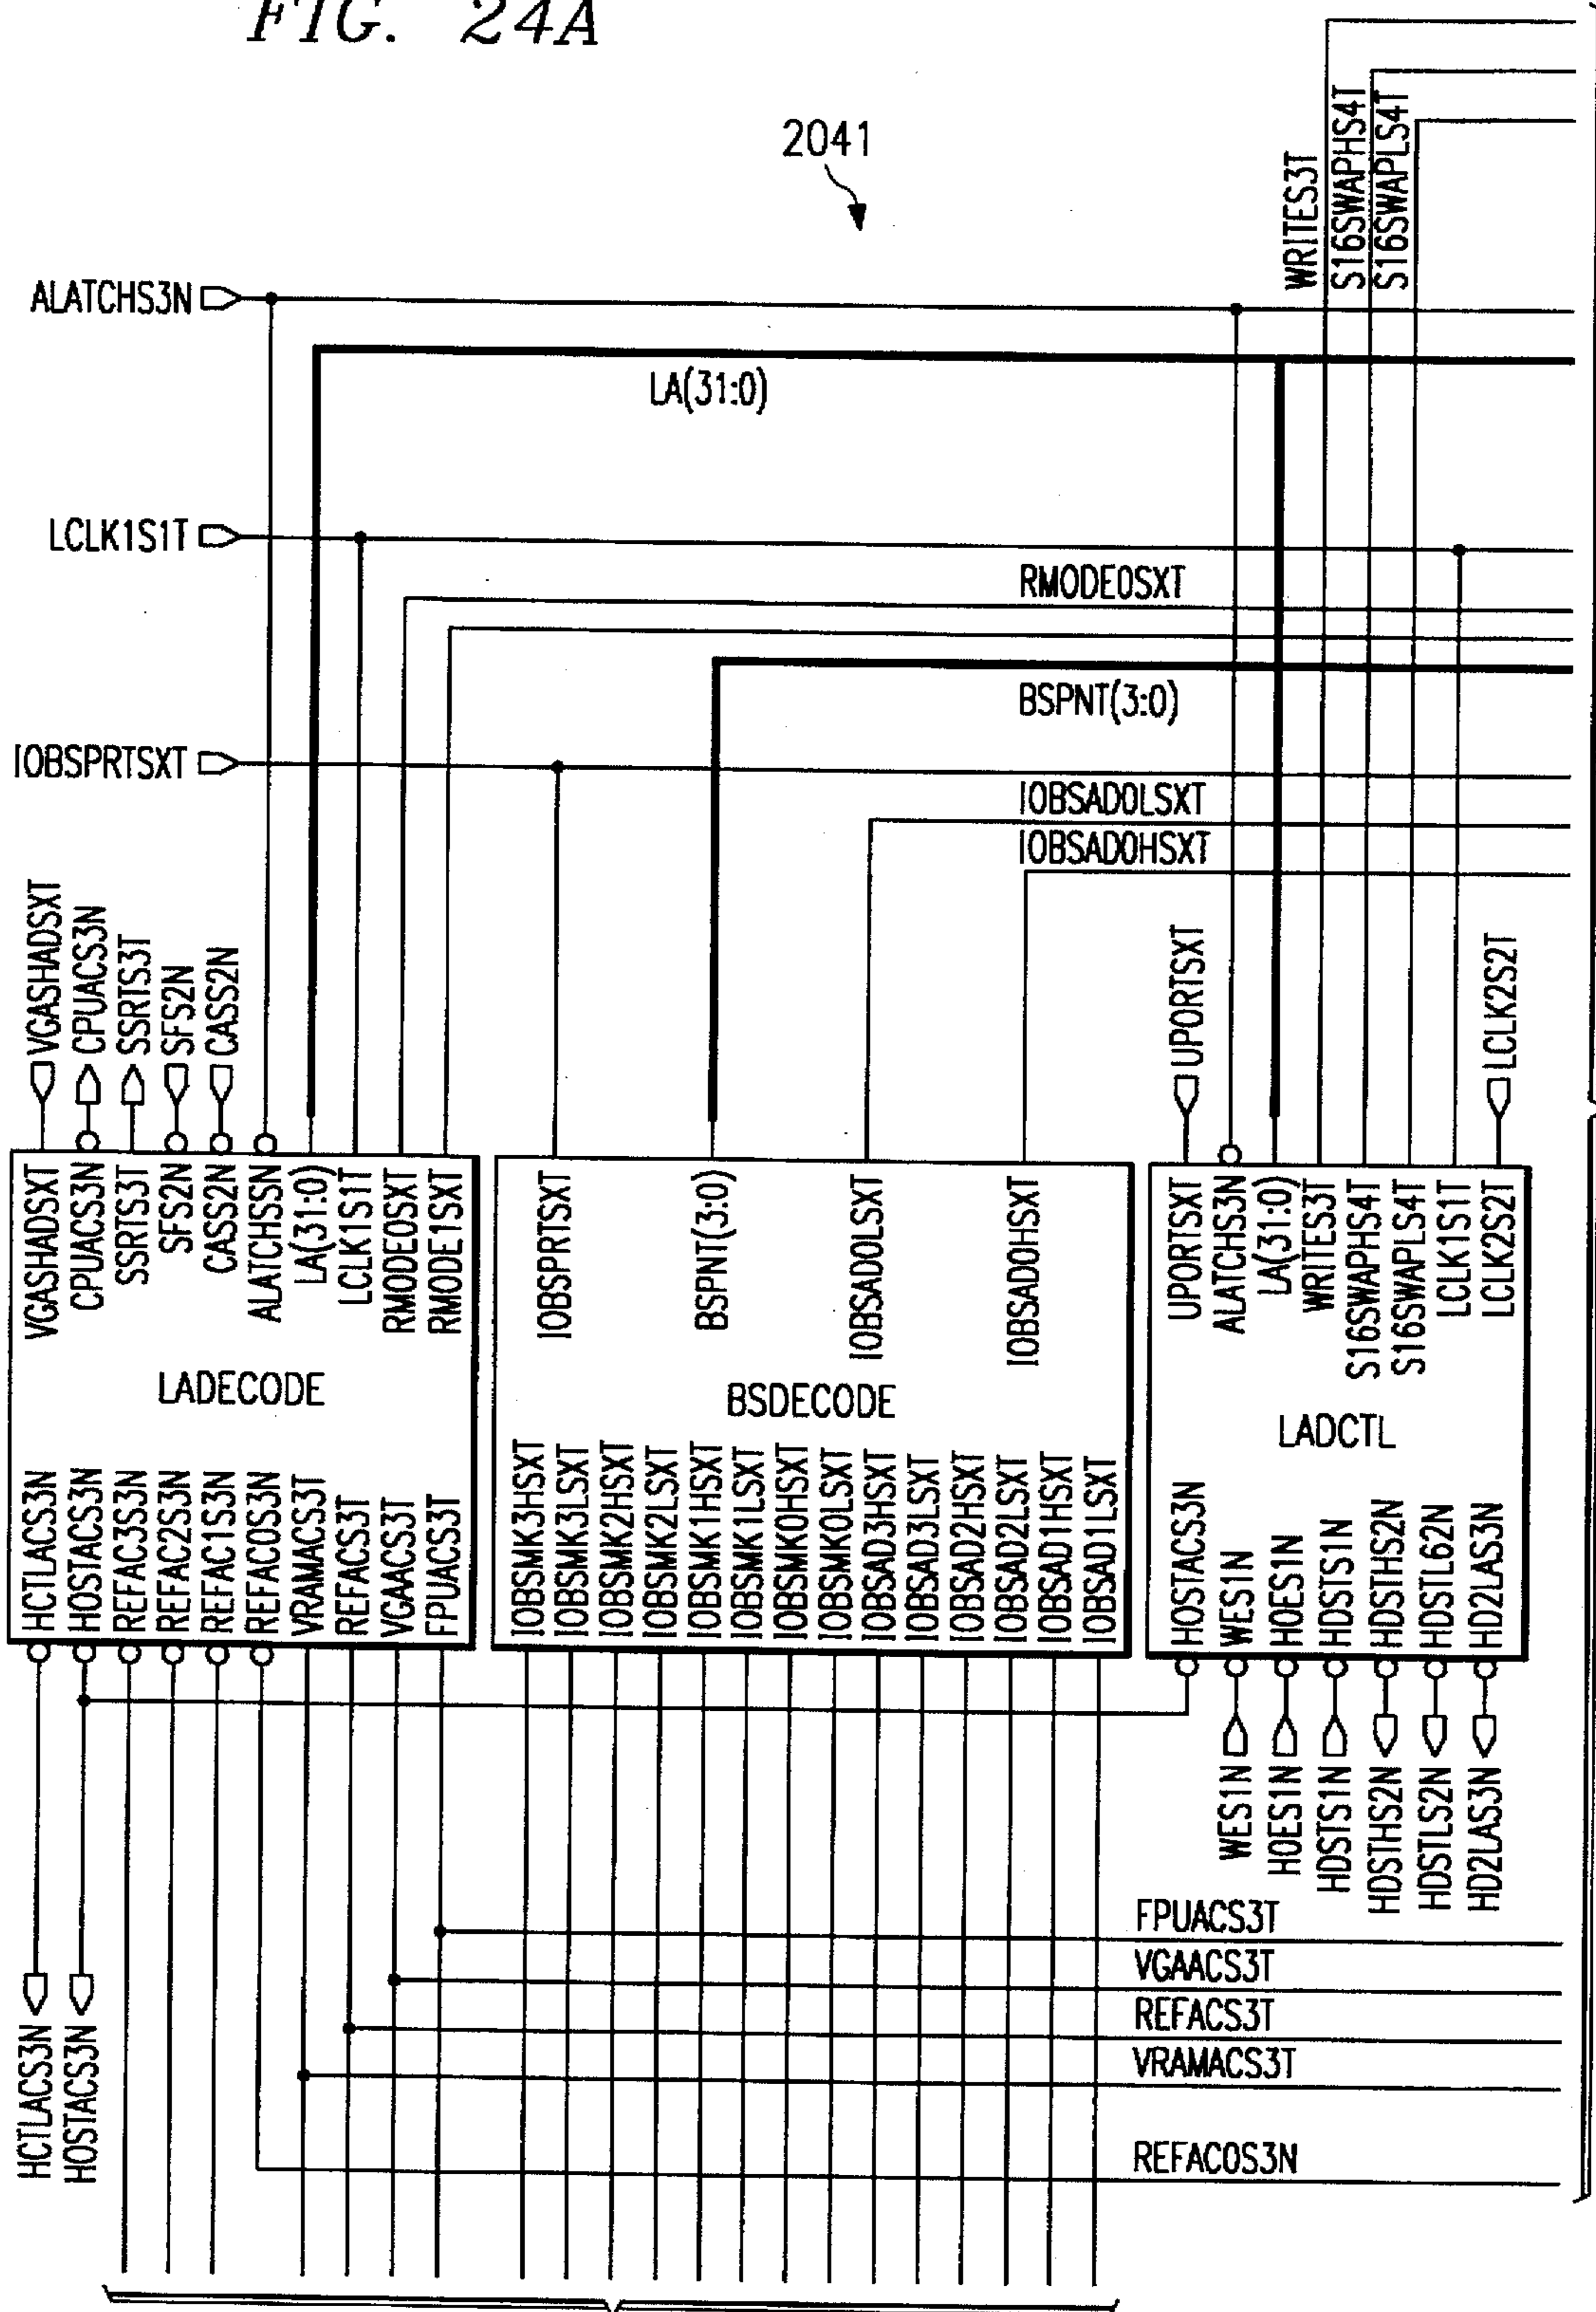 FIG. 24A
2041
WRITES3T
S16SWAPHS4T
S16SWAPLS4T
ALATCHS3N
LA(31:0)
LCLK1S1T
RMODE0SXT
BSPNT(3:0)
IOBSPRTSXT
IOBSAD0LSXT
IOBSAD0HSXT
VGASHADSXT
CPUACS3N
SSRTS3T
SFS2N
CASS2N
UPORTSXT
LCLK2S2T
VGASHADSXT
CPUACS3N
SSRTS3T
SFS2N
CASS2N
ALATCHSSN
LA(31:0)
LCLK1S1T
RMODE0SXT
RMODE1SXT
LADECODE
HCTLACS3N
HOSTACS3N
REFAC3S3N
REFAC2S3N
REFAC1S3N
REFAC0S3N
VRAMACS3T
REFACS3T
VGAACS3T
FPUACS3T
IOBSPRTSXT
BSPNT(3:0)
IOBSAD0LSXT
IOBSAD0HSXT
BSDECODE
IOBSMK3HSXT
IOBSMK3LSXT
IOBSMK2HSXT
IOBSMK2LSXT
IOBSMK1HSXT
IOBSMK1LSXT
IOBSMK0HSXT
IOBSMK0LSXT
IOBSAD3HSXT
IOBSAD3LSXT
IOBSAD2HSXT
IOBSAD2LSXT
IOBSAD1HSXT
IOBSAD1LSXT
UPORTSXT
ALATCHS3N
LA(31:0)
WRITES3T
S16SWAPHS4T
S16SWAPLS4T
LCLK1S1T
LCLK2S2T
LADCTL
HOSTACS3N
WES1N
HOES1N
HDSTS1N
HDSTHS2N
HDSTL62N
HD2LAS3N
WES1N
HOES1N
HDSTS1N
HDSTHS2N
HDSTLS2N
HD2LAS3N
FPUACS3T
VGAACS3T
REFACS3T
VRAMACS3T
REFAC0S3N
HCTLACS3N
HOSTACS3N